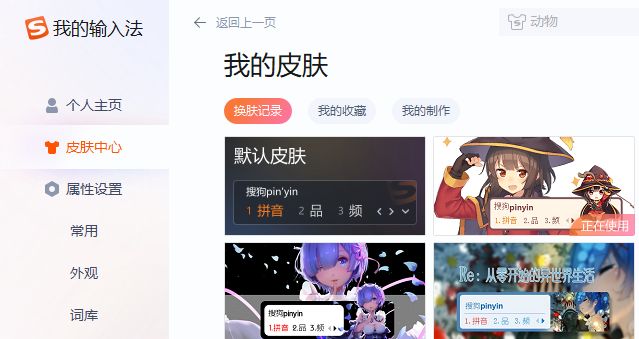 我的输入法
个人主页
皮肤中心
属性设置
常用
外观
词库
返回上一页
动物
我的皮肤
换肤记录 我的收藏 我的制作
默认皮肤
搜狗pin'yin
1 拼音 2 品 3 频
搜狗pinyin
1.拼音 2.品 3.频
正在使用
搜狗pinyin
1.拼音 2.品 3.频
Re：从零开始的异世界生活
搜狗pinyin
1.拼音 2.品 3.频